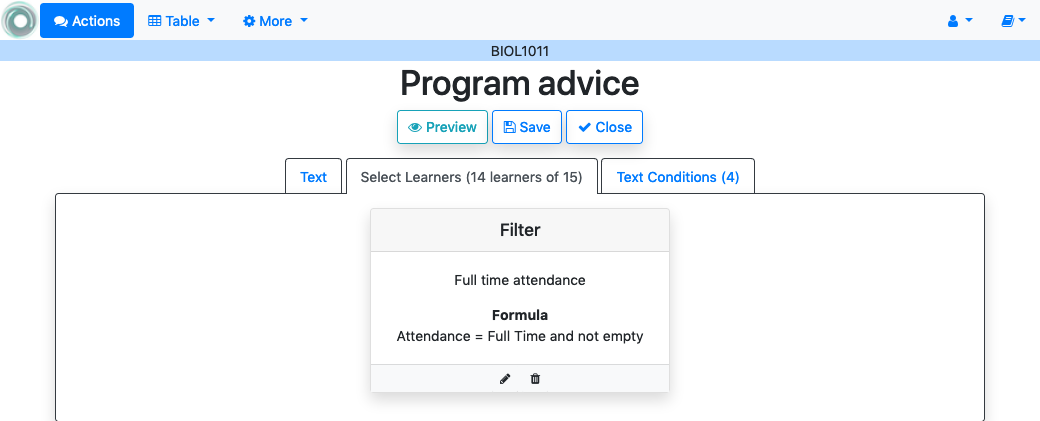 Actions Table More
BIOL1011
Program advice
Preview Save Close
Text Select Learners (14 learners of 15) Text Conditions (4)
Filter
Full time attendance
Formula
Attendance = Full Time and not empty